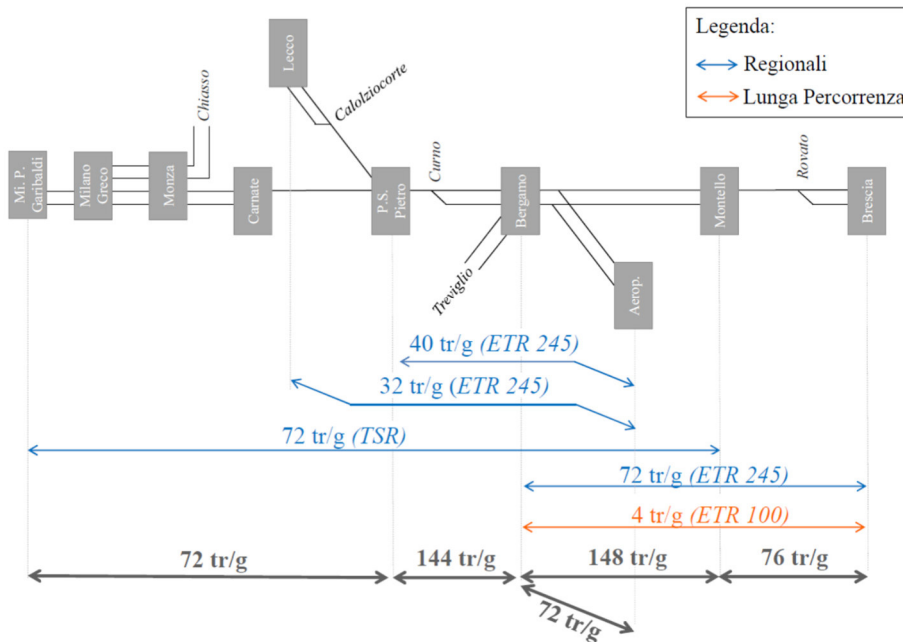 Legenda:
Regionali
Lunga Percorrenza
Lecco
Calolziocorte
Chiasso
Mi. P.
Garibaldi
Milano
Greco
Monza
Carnate
P.S.
Pietro
Curno
Bergamo
Treviglio
Aerop.
Montello
Rovato
Brescia
40 tr/g (ETR 245)
32 tr/g (ETR 245)
72 tr/g (TSR)
72 tr/g (ETR 245)
4 tr/g (ETR 100)
72 tr/g
144 tr/g
148 tr/g
76 tr/g
72 tr/g